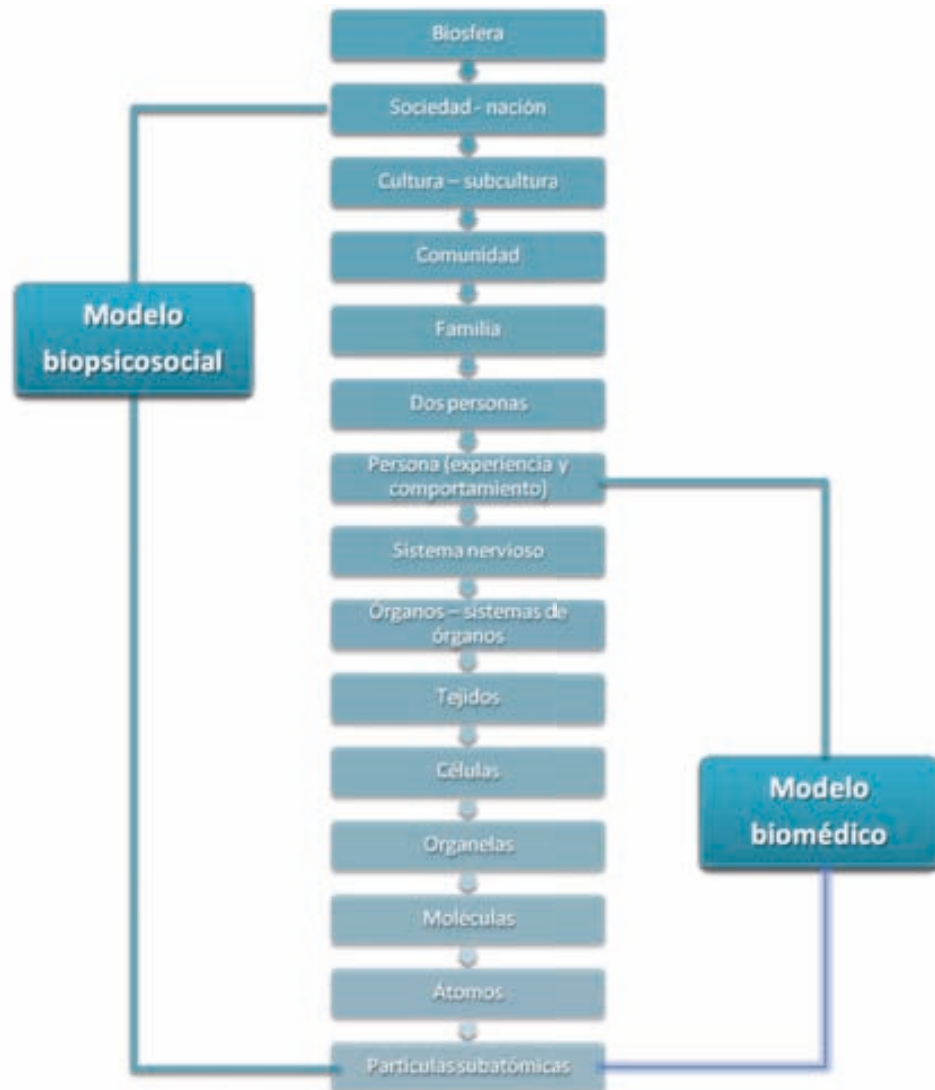 Biosfera
Sociedad - nación
Cultura – subcultura
Comunidad
Modelo
biopsicosocial
Familia
Dos personas
Persona (experiencia y
comportamiento)
Sistema nervioso
Órganos – sistemas de
órganos
Tejidos
Células
Modelo
biomédico
Organelas
Moléculas
Átomos
Partículas subatómicas